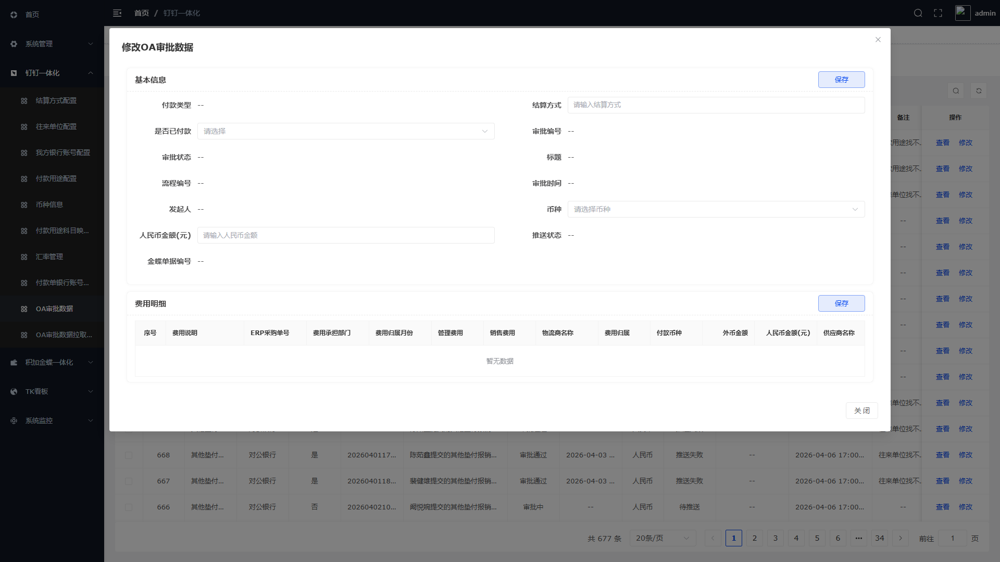 首页
系统管理
钉钉一体化
结算方式配置
往来单位配置
我方银行账号配置
付款用途配置
币种信息
付款用途科目映...
汇率管理
付款单银行账号...
OA审批数据
OA审批数据拉取...
积加金蝶一体化
TK看板
系统监控
首页 / 钉钉一体化
admin
修改OA审批数据
基本信息 保存
付款类型 -- 结算方式 请输入结算方式
是否已付款 请选择 审批编号 --
审批状态 -- 标题 --
流程编号 -- 审批时间 --
发起人 -- 币种 请选择币种
人民币金额(元) 请输入人民币金额 推送状态 --
金蝶单据编号 --
费用明细 保存
序号 费用说明 ERP采购单号 费用承担部门 费用归属月份 管理费用 销售费用 物流商名称 费用归属 付款币种 外币金额 人民币金额(元) 供应商名称
暂无数据
关 闭
备注 操作
用途找不... 查看 修改
用途找不... 查看 修改
单位找不... 查看 修改
-- 查看 修改
-- 查看 修改
-- 查看 修改
-- 查看 修改
-- 查看 修改
-- 查看 修改
-- 查看 修改
单位找不... 查看 修改
单位找不... 查看 修改
668 其他垫付... 对公银行 是 2026040117... 陈茹鑫提交的其他垫付报销... 审批通过 2026-04-03 ... 人民币 推送失败 -- 2026-04-06 17:00... 往来单位找不... 查看 修改
667 其他垫付... 对公银行 是 2026040118... 裴健雄提交的其他垫付报销... 审批通过 2026-04-03 ... 人民币 推送失败 -- 2026-04-06 17:00... 往来单位找不... 查看 修改
666 其他垫付... 对公银行 否 2026040210... 阚悦婉提交的其他垫付报销... 审批中 -- 人民币 待推送 -- 2026-04-06 17:00... -- 查看 修改
共 677 条 20条/页 1 2 3 4 5 6 ••• 34 前往 1 页